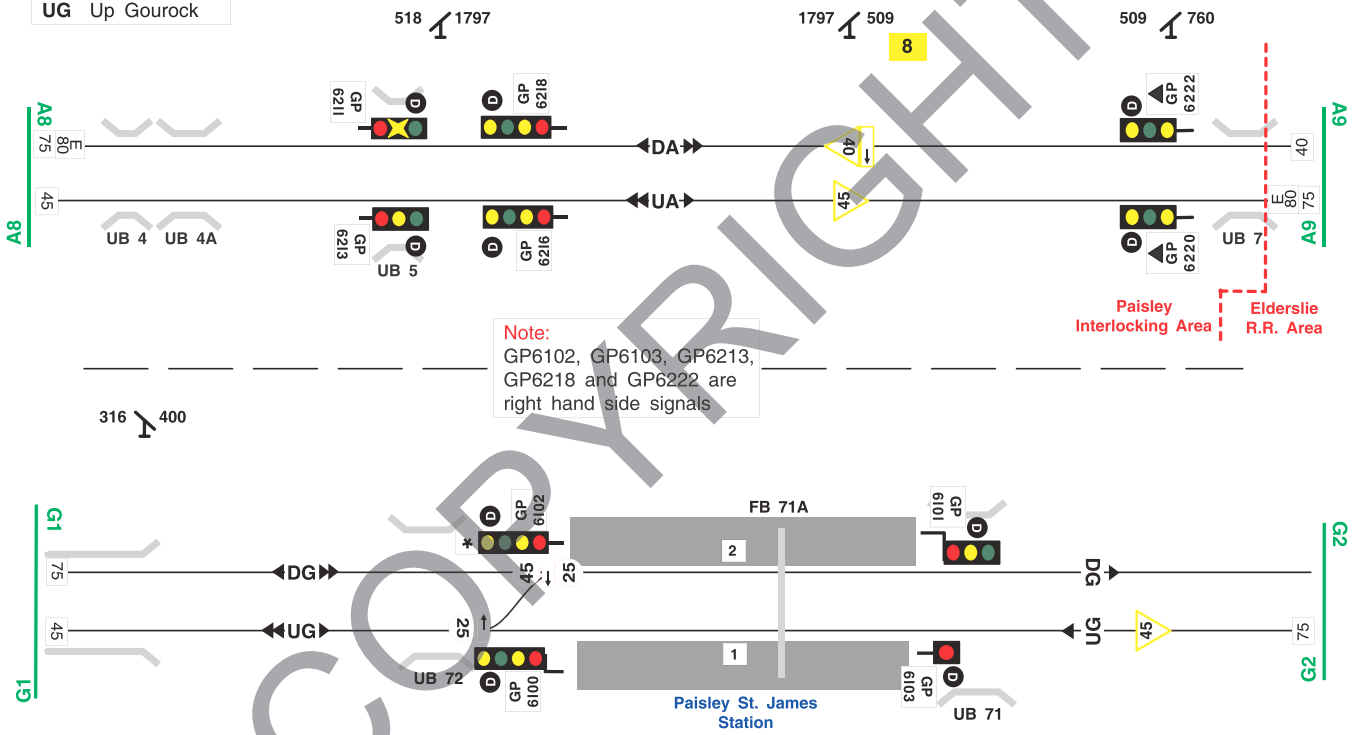 UG Up Gourock
518 1797
1797 509
509 760
8
GP 6211
D
D
GP 6218
D
GP 6222
A8
75
80
E
DA
40
40
A9
45
UA
45
E
80
75
A8
UB 4
UB 4A
GP 6213
D
UB 5
D
GP 6216
D
GP 6220
UB 7
A9
Paisley
Interlocking Area
Elderslie
R.R. Area
Note:
GP6102, GP6103, GP6213,
GP6218 and GP6222 are
right hand side signals
316 400
G1
D
GP 6102
*
FB 71A
GP 6101
D
G2
75
DG
45
25
2
DG
45
UG
25
UG
45
75
G1
UB 72
D
GP 6100
1
GP 6103
D
UB 71
G2
Paisley St. James
Station
COPYRIGHT